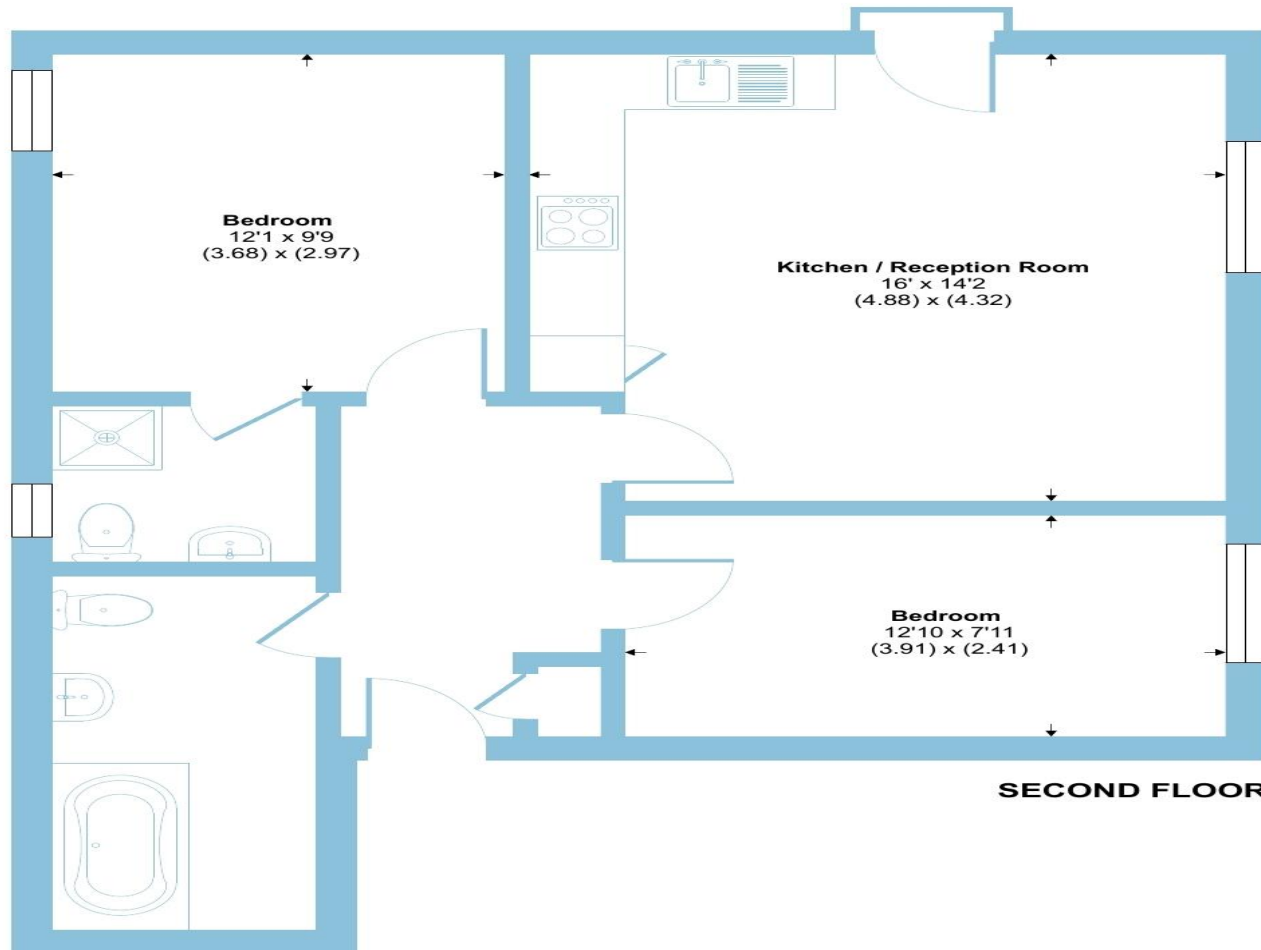 Bedroom
12'1 x 9'9
(3.68) x (2.97)
Kitchen / Reception Room
16' x 14'2
(4.88) x (4.32)
Bedroom
12'10 x 7'11
(3.91) x (2.41)
SECOND FLOOR